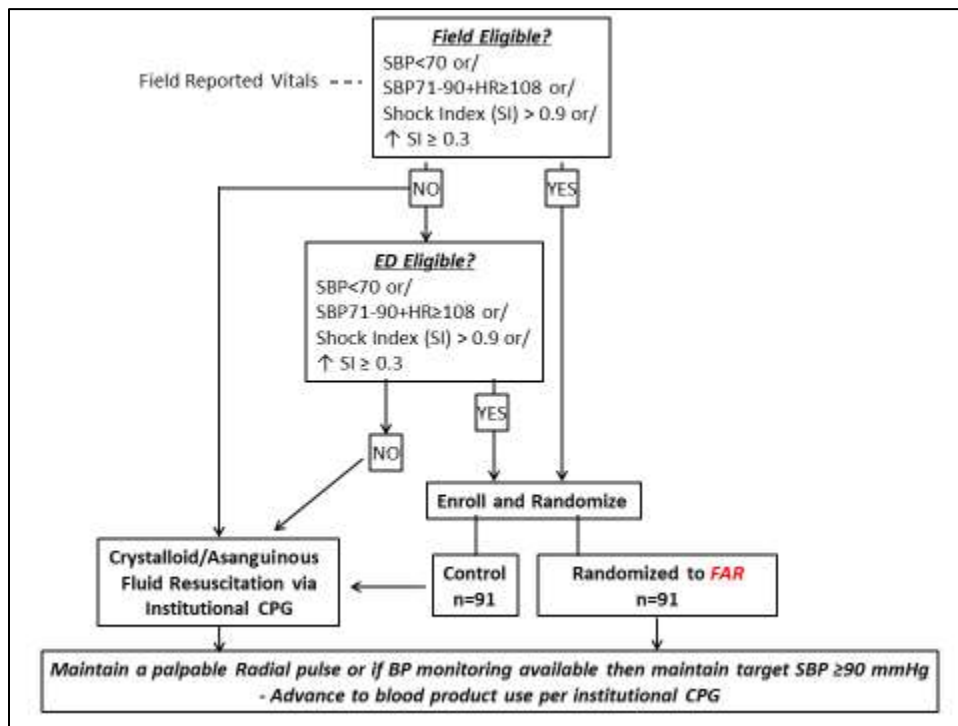 Field Eligible?
SBP<70 or/
Field Reported Vitals
SBP71-90+HR≥108 or/
Shock Index (SI) > 0.9 or/
↑ SI ≥ 0.3
NO
YES
ED Eligible?
SBP<70 or/
SBP71-90+HR≥108 or/
Shock Index (SI) > 0.9 or/
↑ SI ≥ 0.3
YES
NO
Enroll and Randomize
Crystalloid/Asanguinous
Fluid Resuscitation via
Institutional CPG
Control
n=91
Randomized to FAR
n=91
Maintain a palpable Radial pulse or if BP monitoring available then maintain target SBP ≥90 mmHg
- Advance to blood product use per institutional CPG